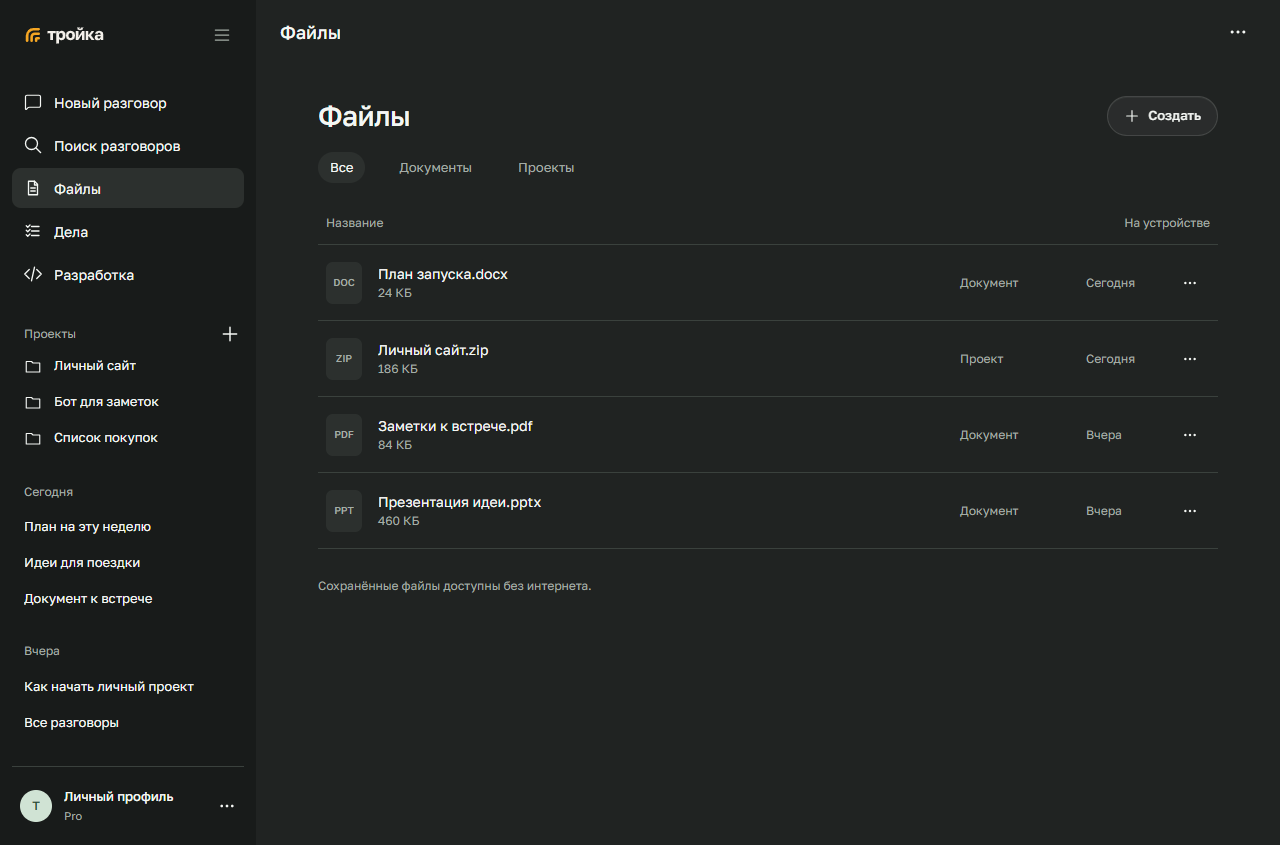 тройка
Новый разговор
Поиск разговоров
Файлы
Дела
Разработка
Проекты
Личный сайт
Бот для заметок
Список покупок
Сегодня
План на эту неделю
Идеи для поездки
Документ к встрече
Вчера
Как начать личный проект
Все разговоры
Т
Личный профиль
Pro
Файлы
Файлы
Создать
Все Документы Проекты
Название На устройстве
DOC План запуска.docx Документ Сегодня
24 КБ
ZIP Личный сайт.zip Проект Сегодня
186 КБ
PDF Заметки к встрече.pdf Документ Вчера
84 КБ
PPT Презентация идеи.pptx Документ Вчера
460 КБ
Сохранённые файлы доступны без интернета.